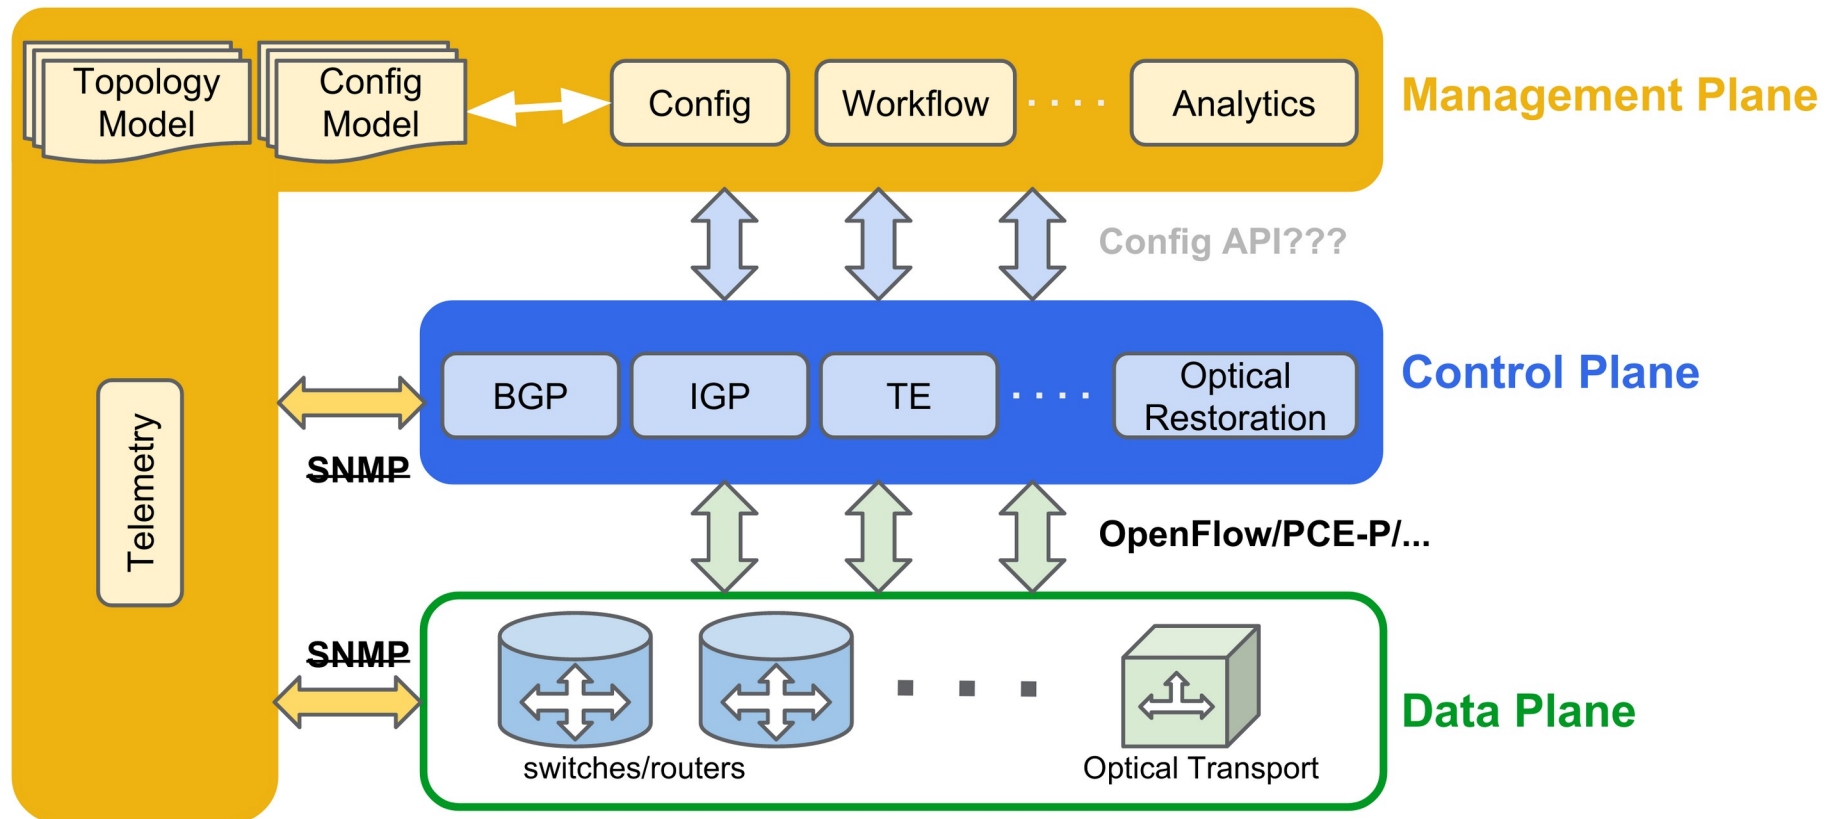 Topology
Model
Config
Model
Config
Workflow
Analytics
Management Plane
Config API???
BGP
IGP
TE
Optical
Restoration
Control Plane
SNMP
Telemetry
OpenFlow/PCE-P/...
SNMP
switches/routers
Optical Transport
Data Plane